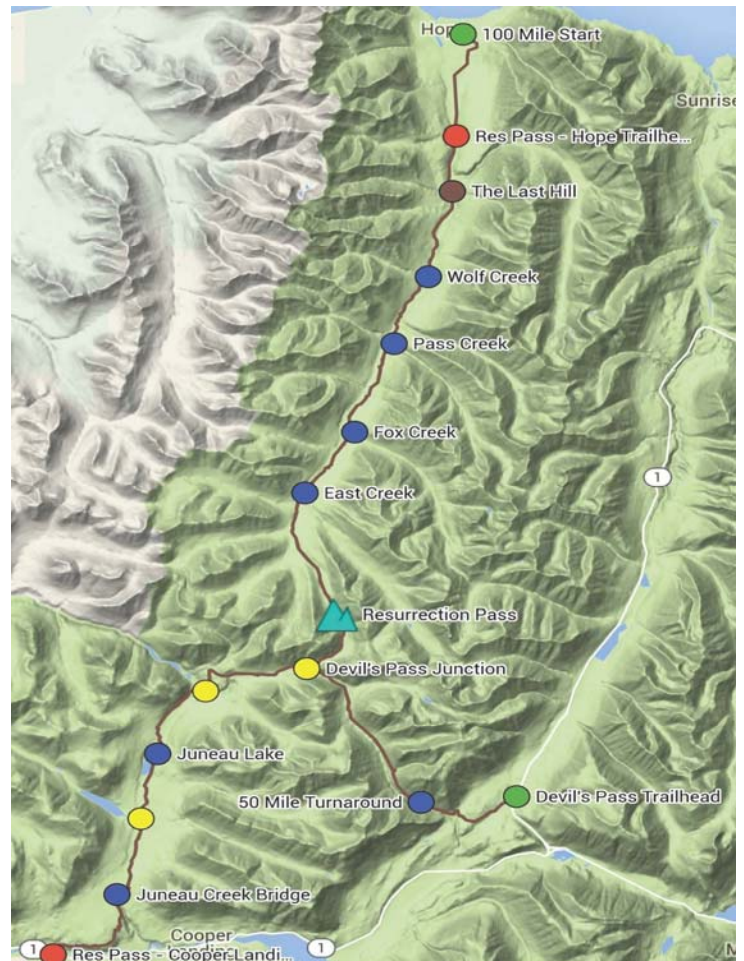 Hop
100 Mile Start
Sunrise
Res Pass - Hope Trailhe...
The Last Hill
Wolf Creek
Pass Creek
Fox Creek
1
East Creek
Resurrection Pass
Devil's Pass Junction
Juneau Lake
50 Mile Turnaround
Devil's Pass Trailhead
Juneau Creek Bridge
Cooper
1
1
Res Pass - Cooper Landi...
M